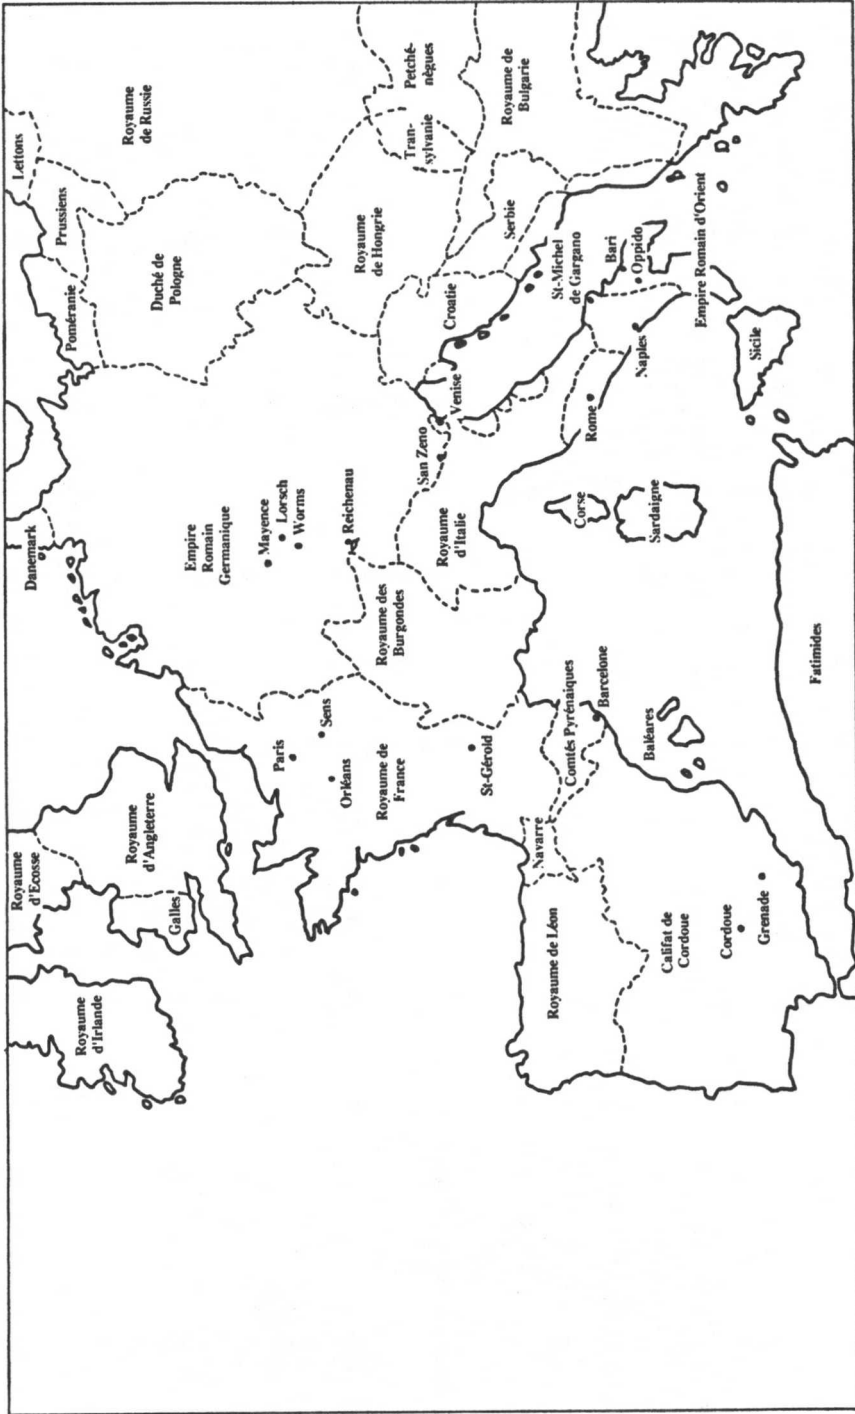 Royaume
d'Irlande
Royaume
d'Ecosse
Galles
Royaume
d'Angleterre
Danemark
Poméranie
Prussiens
Lettons
Royaume
de Russie
Duché de
Pologne
Empire
Romain
Germanique
Mayence
Lorsch
Worms
Reichenau
Paris
Sens
Orléans
Royaume de
France
St-Gérold
Royaume des
Burgondes
Royaume
d'Italie
San Zeno
Venise
Croatie
Royaume
de Hongrie
Tran-
sylvanie
Petché-
nègues
Royaume de
Bulgarie
Serbie
St-Michel
de Gargano
Bari
Oppido
Naples
Rome
Empire Romain d'Orient
Sicile
Corse
Sardaigne
Navarre
Royaume de Léon
Comtés Pyrénaiques
Barcelone
Baléares
Califat de
Cordoue
Cordoue
Grenade
Fatimides